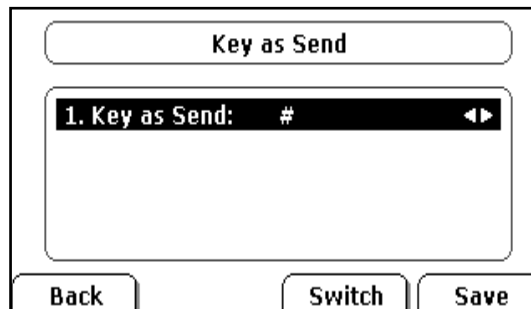 Key as Send
1. Key as Send: #
Back Switch Save